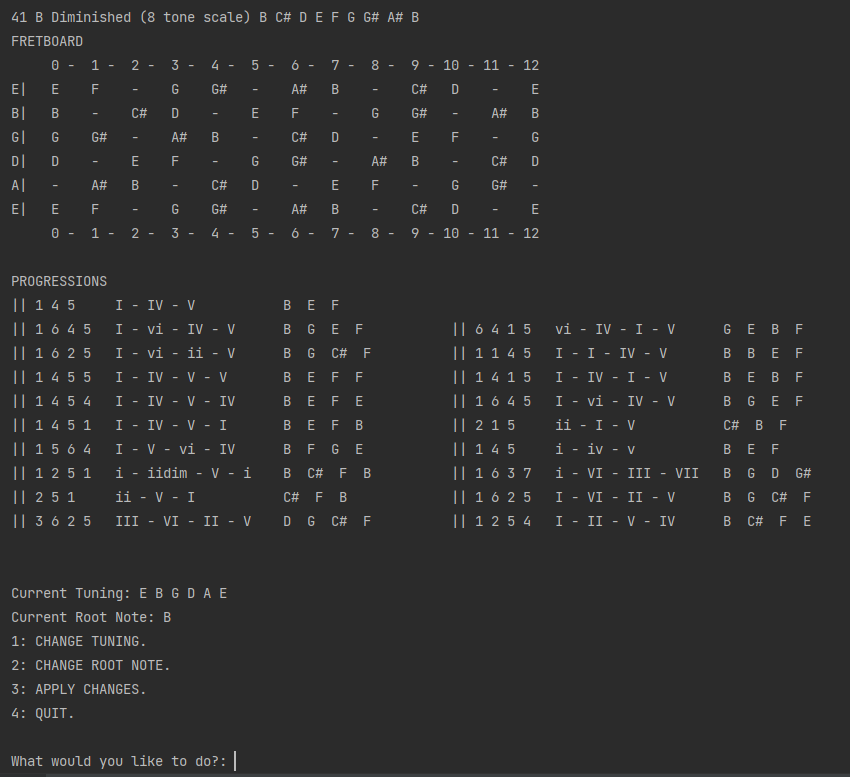 41 B Diminished (8 tone scale) B C# D E F G G# A# B
FRETBOARD
     0 -  1 -  2 -  3 -  4 -  5 -  6 -  7 -  8 -  9 - 10 - 11 - 12
E|   E    F    -    G    G#   -    A#   B    -    C#   D    -    E
B|   B    -    C#   D    -    E    F    -    G    G#   -    A#   B
G|   G    G#   -    A#   B    -    C#   D    -    E    F    -    G
D|   D    -    E    F    -    G    G#   -    A#   B    -    C#   D
A|   -    A#   B    -    C#   D    -    E    F    -    G    G#   -
E|   E    F    -    G    G#   -    A#   B    -    C#   D    -    E
     0 -  1 -  2 -  3 -  4 -  5 -  6 -  7 -  8 -  9 - 10 - 11 - 12
PROGRESSIONS
|| 1 4 5     I - IV - V           B  E  F
|| 1 6 4 5   I - vi - IV - V      B  G  E  F           || 6 4 1 5   vi - IV - I - V      G  E  B  F
|| 1 6 2 5   I - vi - ii - V      B  G  C#  F          || 1 1 4 5   I - I - IV - V       B  B  E  F
|| 1 4 5 5   I - IV - V - V       B  E  F  F           || 1 4 1 5   I - IV - I - V       B  E  B  F
|| 1 4 5 4   I - IV - V - IV      B  E  F  E           || 1 6 4 5   I - vi - IV - V      B  G  E  F
|| 1 4 5 1   I - IV - V - I       B  E  F  B           || 2 1 5     ii - I - V           C#  B  F
|| 1 5 6 4   I - V - vi - IV      B  F  G  E           || 1 4 5     i - iv - v           B  E  F
|| 1 2 5 1   i - iidim - V - i    B  C#  F  B          || 1 6 3 7   i - VI - III - VII   B  G  D  G#
|| 2 5 1     ii - V - I           C#  F  B             || 1 6 2 5   I - VI - II - V      B  G  C#  F
|| 3 6 2 5   III - VI - II - V    D  G  C#  F          || 1 2 5 4   I - II - V - IV      B  C#  F  E
Current Tuning: E B G D A E
Current Root Note: B
1: CHANGE TUNING.
2: CHANGE ROOT NOTE.
3: APPLY CHANGES.
4: QUIT.
What would you like to do?: